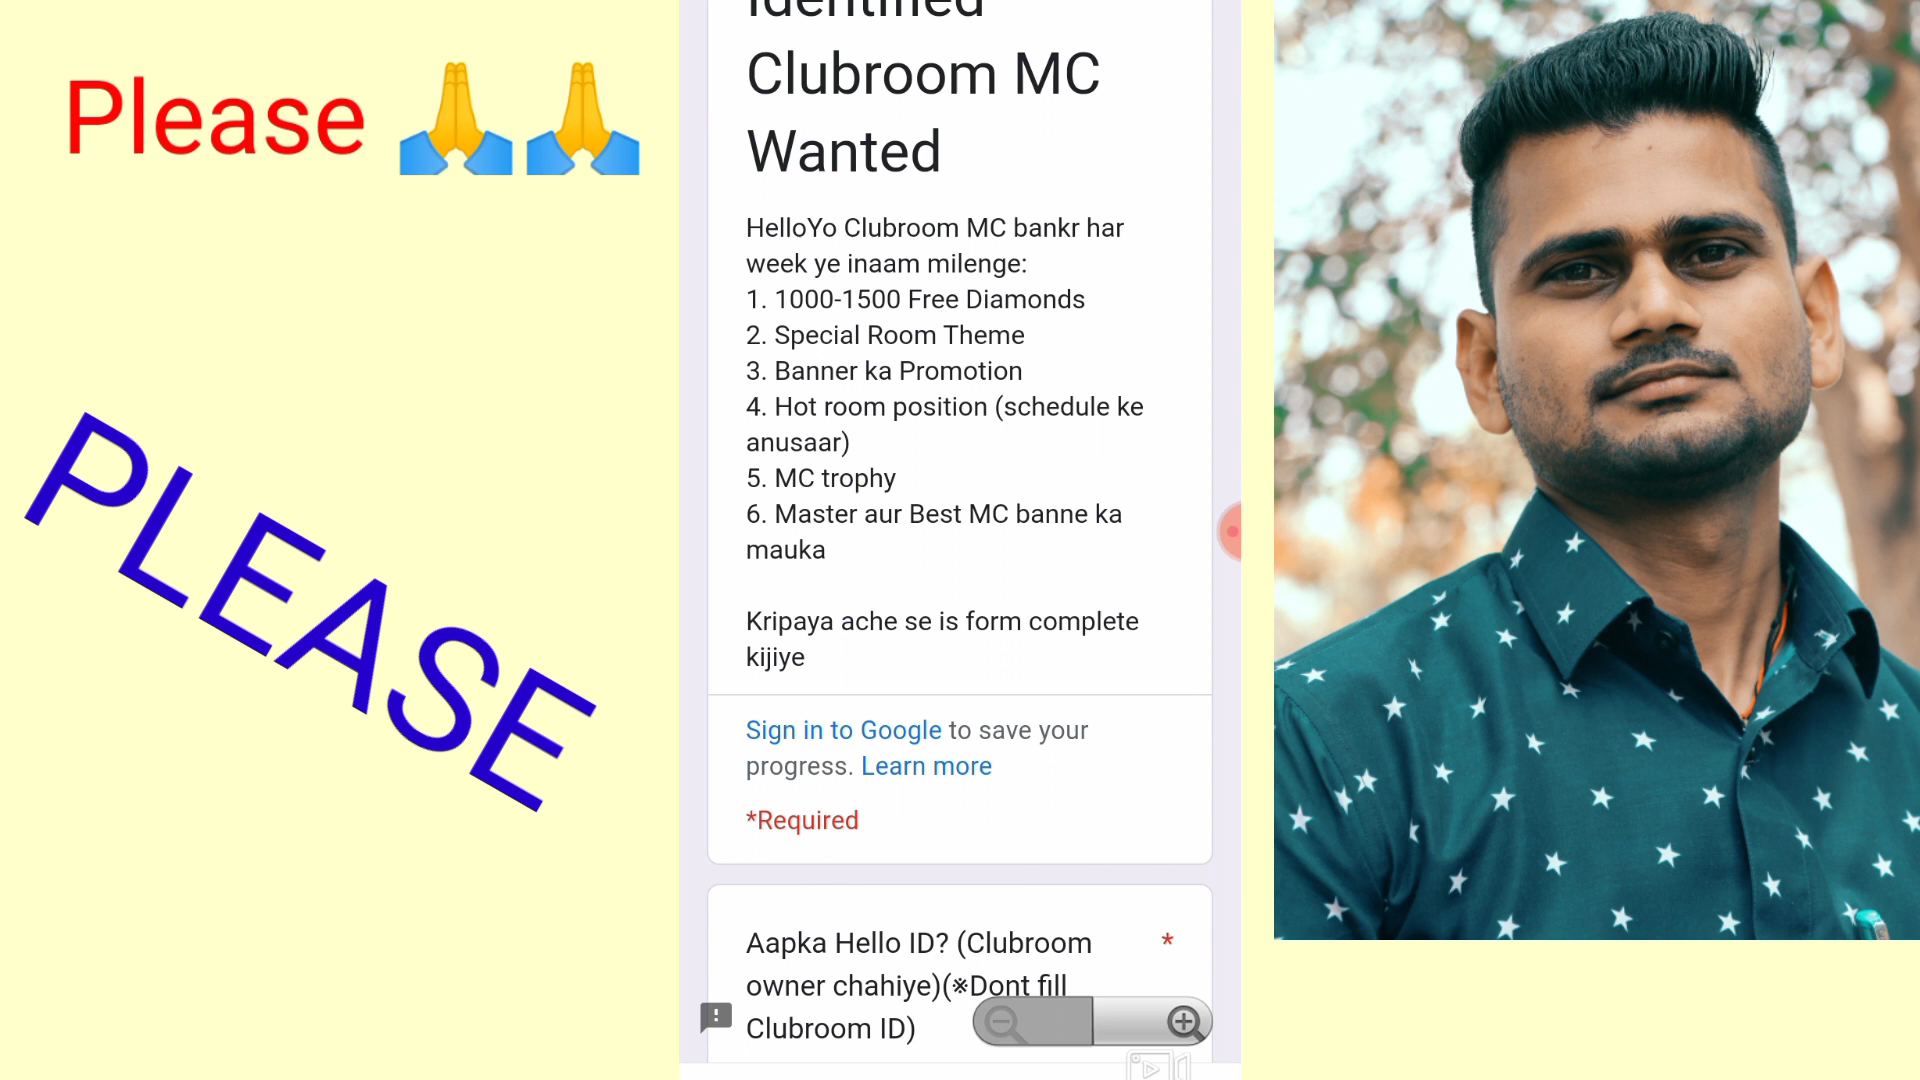 Please 🙏🙏
PLEASE
Identified
Clubroom MC
Wanted
HelloYo Clubroom MC bankr har
week ye inaam milenge:
1. 1000-1500 Free Diamonds
2. Special Room Theme
3. Banner ka Promotion
4. Hot room position (schedule ke
anusaar)
5. MC trophy
6. Master aur Best MC banne ka
mauka
Kripaya ache se is form complete
kijiye
Sign in to Google to save your
progress. Learn more
*Required
Aapka Hello ID? (Clubroom *
owner chahiye)(※Dont fill
Clubroom ID)